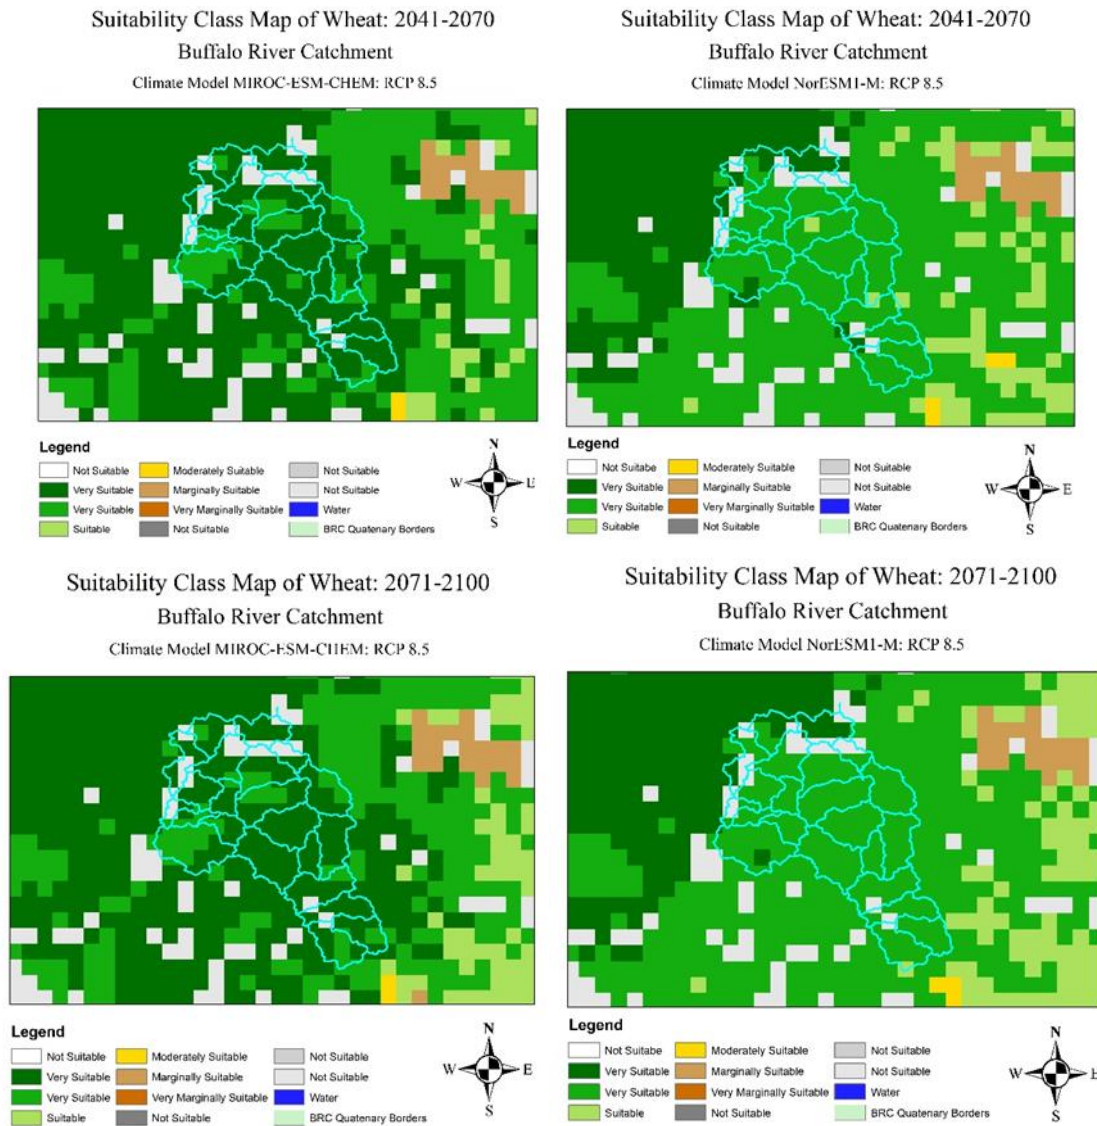 Suitability Class Map of Wheat: 2041-2070
Buffalo River Catchment
Climate Model MIROC-ESM-CHEM: RCP 8.5
Legend
Not Suitable
Very Suitable
Very Suitable
Suitable
Moderately Suitable
Marginally Suitable
Very Marginally Suitable
Not Suitable
Not Suitable
Not Suitable
Water
BRC Quatenary Borders
N
W E
S
Suitability Class Map of Wheat: 2041-2070
Buffalo River Catchment
Climate Model NorESM1-M: RCP 8.5
Legend
Not Suitabe
Very Suitable
Very Suitable
Suitable
Moderately Suitable
Marginally Suitable
Very Marginally Suitable
Not Suitable
Not Suitable
Not Suitable
Water
BRC Quatenary Borders
N
W E
S
Suitability Class Map of Wheat: 2071-2100
Buffalo River Catchment
Climate Model MIROC-ESM-CHEM: RCP 8.5
Legend
Not Suitable
Very Suitable
Very Suitable
Suitable
Moderately Suitable
Marginally Suitable
Very Marginally Suitable
Not Suitable
Not Suitable
Not Suitable
Water
BRC Quatenary Borders
N
W E
S
Suitability Class Map of Wheat: 2071-2100
Buffalo River Catchment
Climate Model NorESM1-M: RCP 8.5
Legend
Not Suitabe
Very Suitable
Very Suitable
Suitable
Moderately Suitable
Marginally Suitable
Very Marginally Suitable
Not Suitable
Not Suitable
Not Suitable
Water
BRC Quatenary Borders
N
W E
S